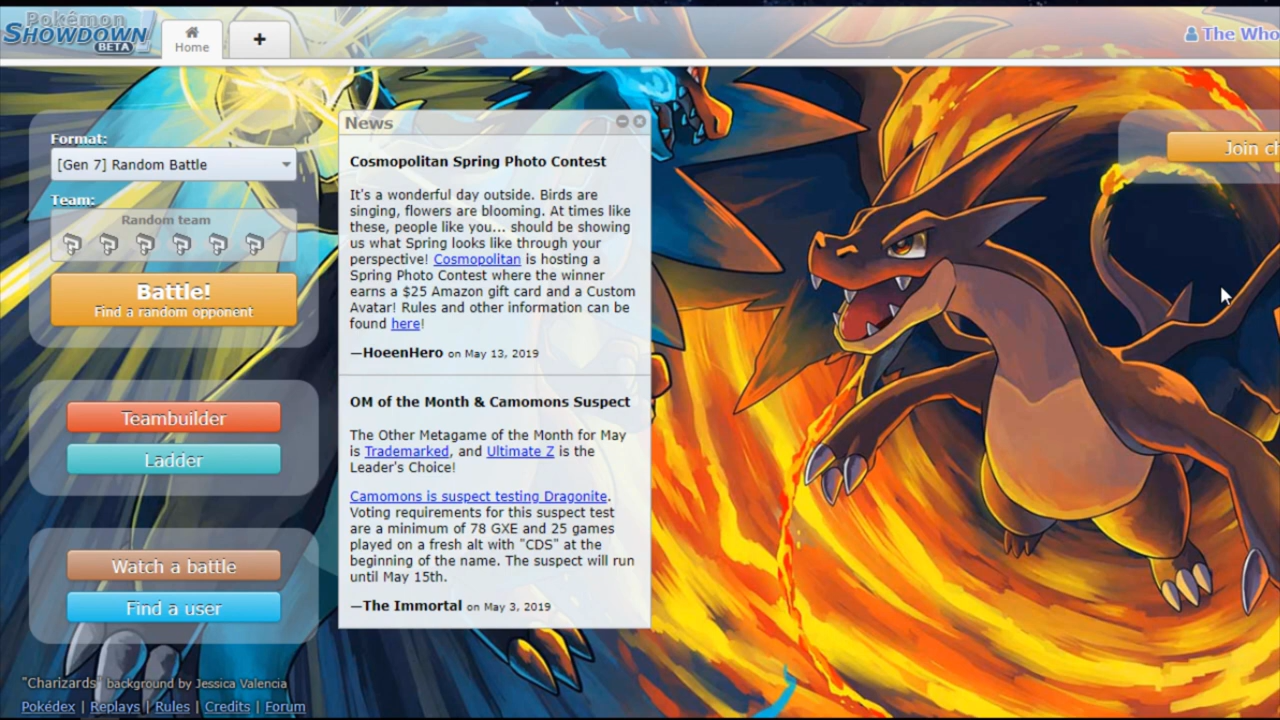 Pokémon
SHOWDOWN!
BETA
Home
+
The Who
Format:
[Gen 7] Random Battle
Team:
Random team
Battle!
Find a random opponent
Teambuilder
Ladder
Watch a battle
Find a user
"Charizards" background by Jessica Valencia
Pokédex | Replays | Rules | Credits | Forum
News
Cosmopolitan Spring Photo Contest
It's a wonderful day outside. Birds are
singing, flowers are blooming. At times like
these, people like you... should be showing
us what Spring looks like through your
perspective! Cosmopolitan is hosting a
Spring Photo Contest where the winner
earns a $25 Amazon gift card and a Custom
Avatar! Rules and other information can be
found here!
—HoeenHero on May 13, 2019
OM of the Month & Camomons Suspect
The Other Metagame of the Month for May
is Trademarked, and Ultimate Z is the
Leader's Choice!
Camomons is suspect testing Dragonite.
Voting requirements for this suspect test
are a minimum of 78 GXE and 25 games
played on a fresh alt with "CDS" at the
beginning of the name. The suspect will run
until May 15th.
—The Immortal on May 3, 2019
Join ch